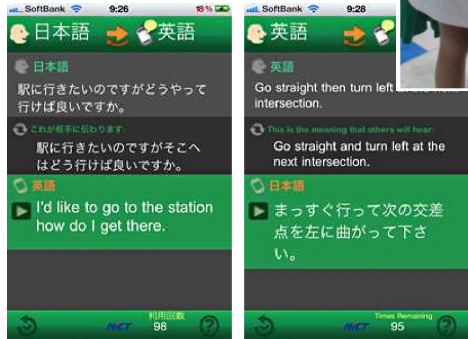 SoftBank 9:26 18%
日本語 英語
日本語
駅に行きたいのですがどうやって
行けば良いですか。
これが相手に伝わります:
駅に行きたいのですがそこへ
はどう行けば良いですか。
英語
I'd like to go to the station
how do I get there.
利用回数
NICT 98
SoftBank 9:28
英語
英語
Go straight then turn left
intersection.
This is the meaning that others will hear:
Go straight and turn left at the
next intersection.
日本語
まっすぐ行って次の交差
点を左に曲がって下さ
い。
Times Remaining
NICT 95